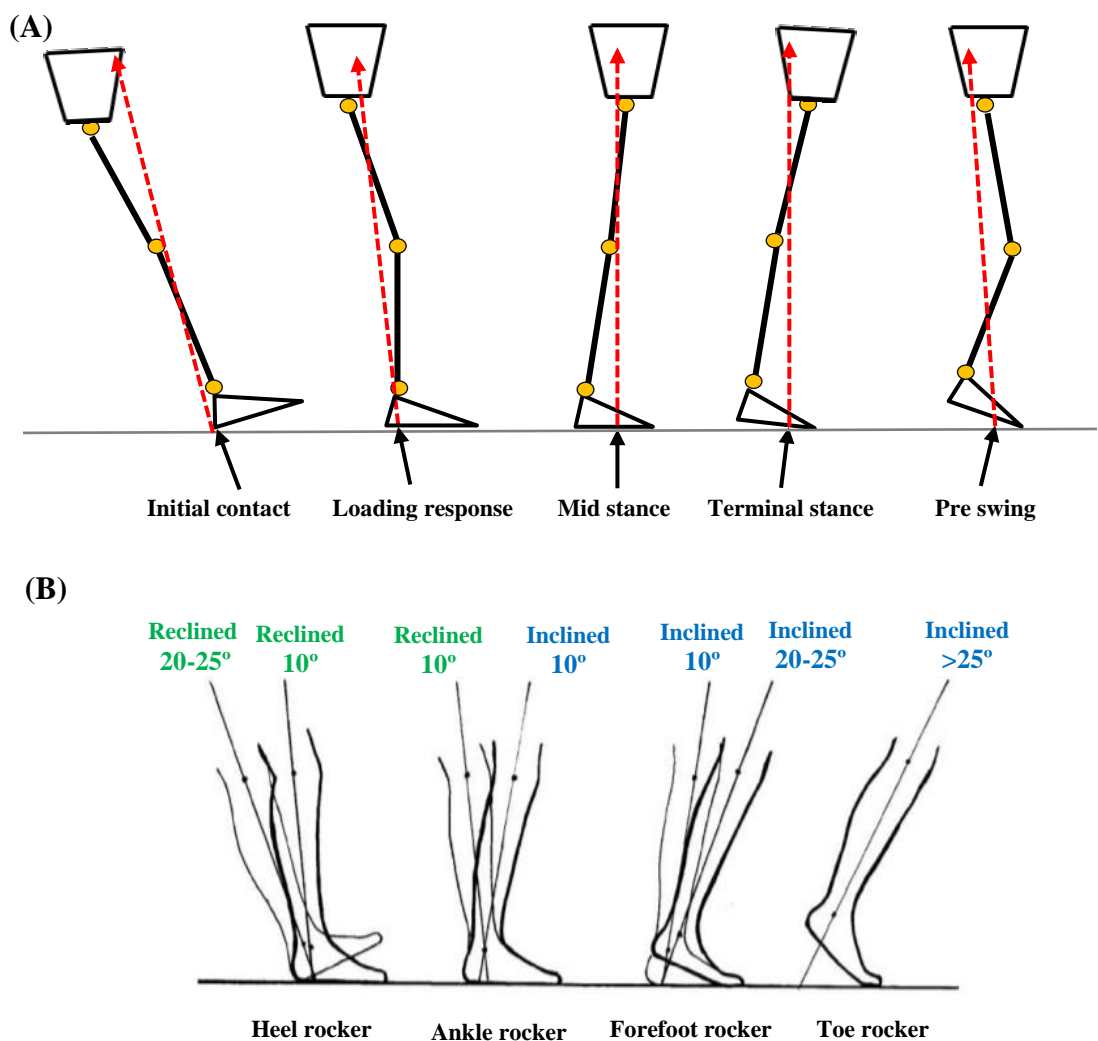 (A)
Initial contact
Loading response
Mid stance
Terminal stance
Pre swing
(B)
Reclined
20-25º
Reclined
10º
Reclined
10º
Inclined
10º
Inclined
10º
Inclined
20-25º
Inclined
>25º
Heel rocker
Ankle rocker
Forefoot rocker
Toe rocker